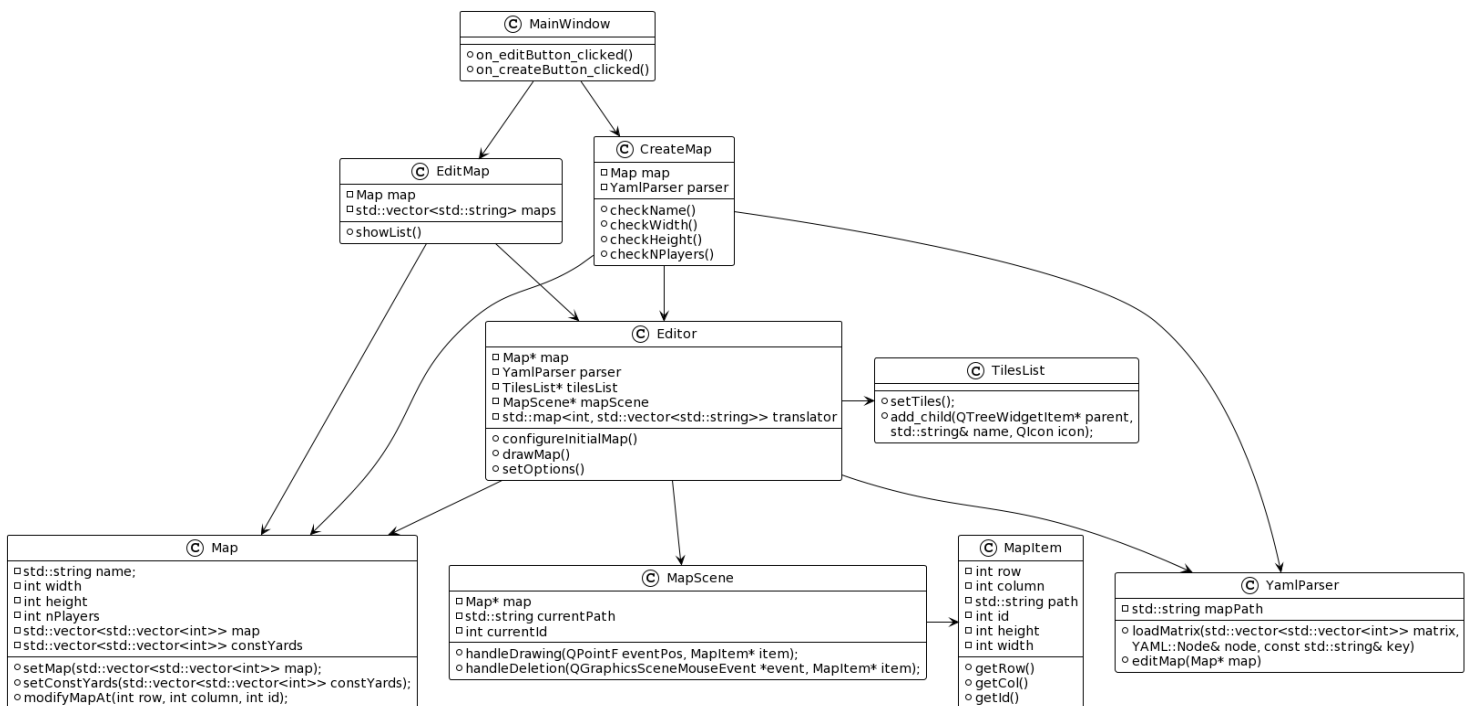 C MainWindow
on_editButton_clicked()
on_createButton_clicked()
C EditMap
Map map
std::vector<std::string> maps
showList()
C CreateMap
Map map
YamlParser parser
checkName()
checkWidth()
checkHeight()
checkNPlayers()
C Editor
Map* map
YamlParser parser
TilesList* tilesList
MapScene* mapScene
std::map<int, std::vector<std::string>> translator
configureInitialMap()
drawMap()
setOptions()
C TilesList
setTiles();
add_child(QTreeWidgetItem* parent,
std::string& name, QIcon icon);
C Map
std::string name;
int width
int height
int nPlayers
std::vector<std::vector<int>> map
std::vector<std::vector<int>> constYards
setMap(std::vector<std::vector<int>> map);
setConstYards(std::vector<std::vector<int>> constYards);
modifyMapAt(int row, int column, int id);
C MapScene
Map* map
std::string currentPath
int currentId
handleDrawing(QPointF eventPos, MapItem* item);
handleDeletion(QGraphicsSceneMouseEvent *event, MapItem* item);
C MapItem
int row
int column
std::string path
int id
int height
int width
getRow()
getCol()
getId()
C YamlParser
std::string mapPath
loadMatrix(std::vector<std::vector<int>> matrix,
YAML::Node& node, const std::string& key)
editMap(Map* map)